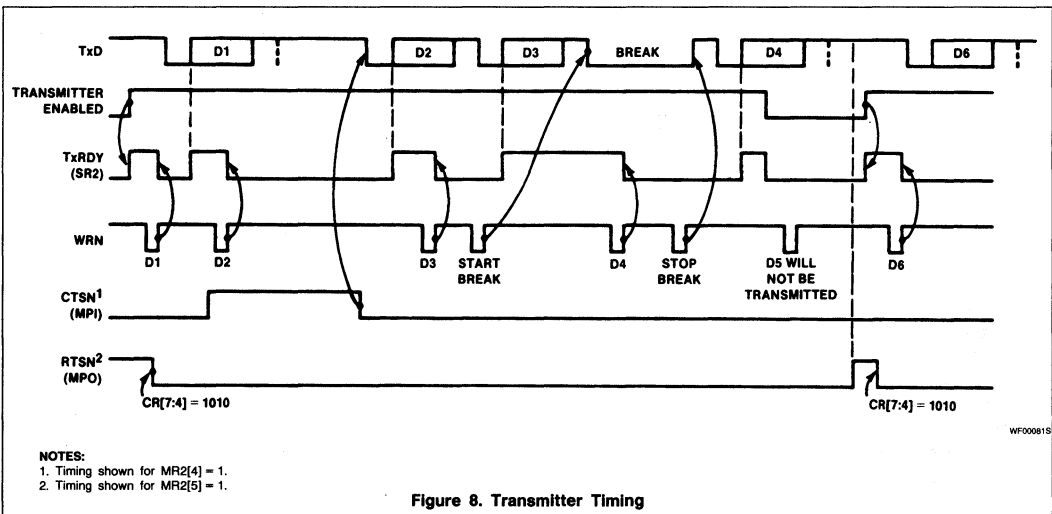 TxD
D1
D2
D3
BREAK
D4
D6
TRANSMITTER
ENABLED
TxRDY
(SR2)
WRN
D1
D2
D3
START
BREAK
D4
STOP
BREAK
D5 WILL
NOT BE
TRANSMITTED
D6
CTSN1
(MPI)
RTSN2
(MPO)
CR[7:4] = 1010
CR[7:4] = 1010
WF00081S
NOTES:
1. Timing shown for MR2[4] = 1.
2. Timing shown for MR2[5] = 1.
Figure 8. Transmitter Timing